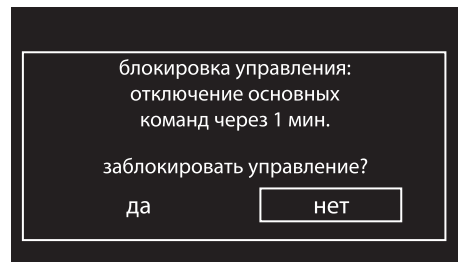 блокировка управления:
отключение основных
команд через 1 мин.
заблокировать управление?
да нет